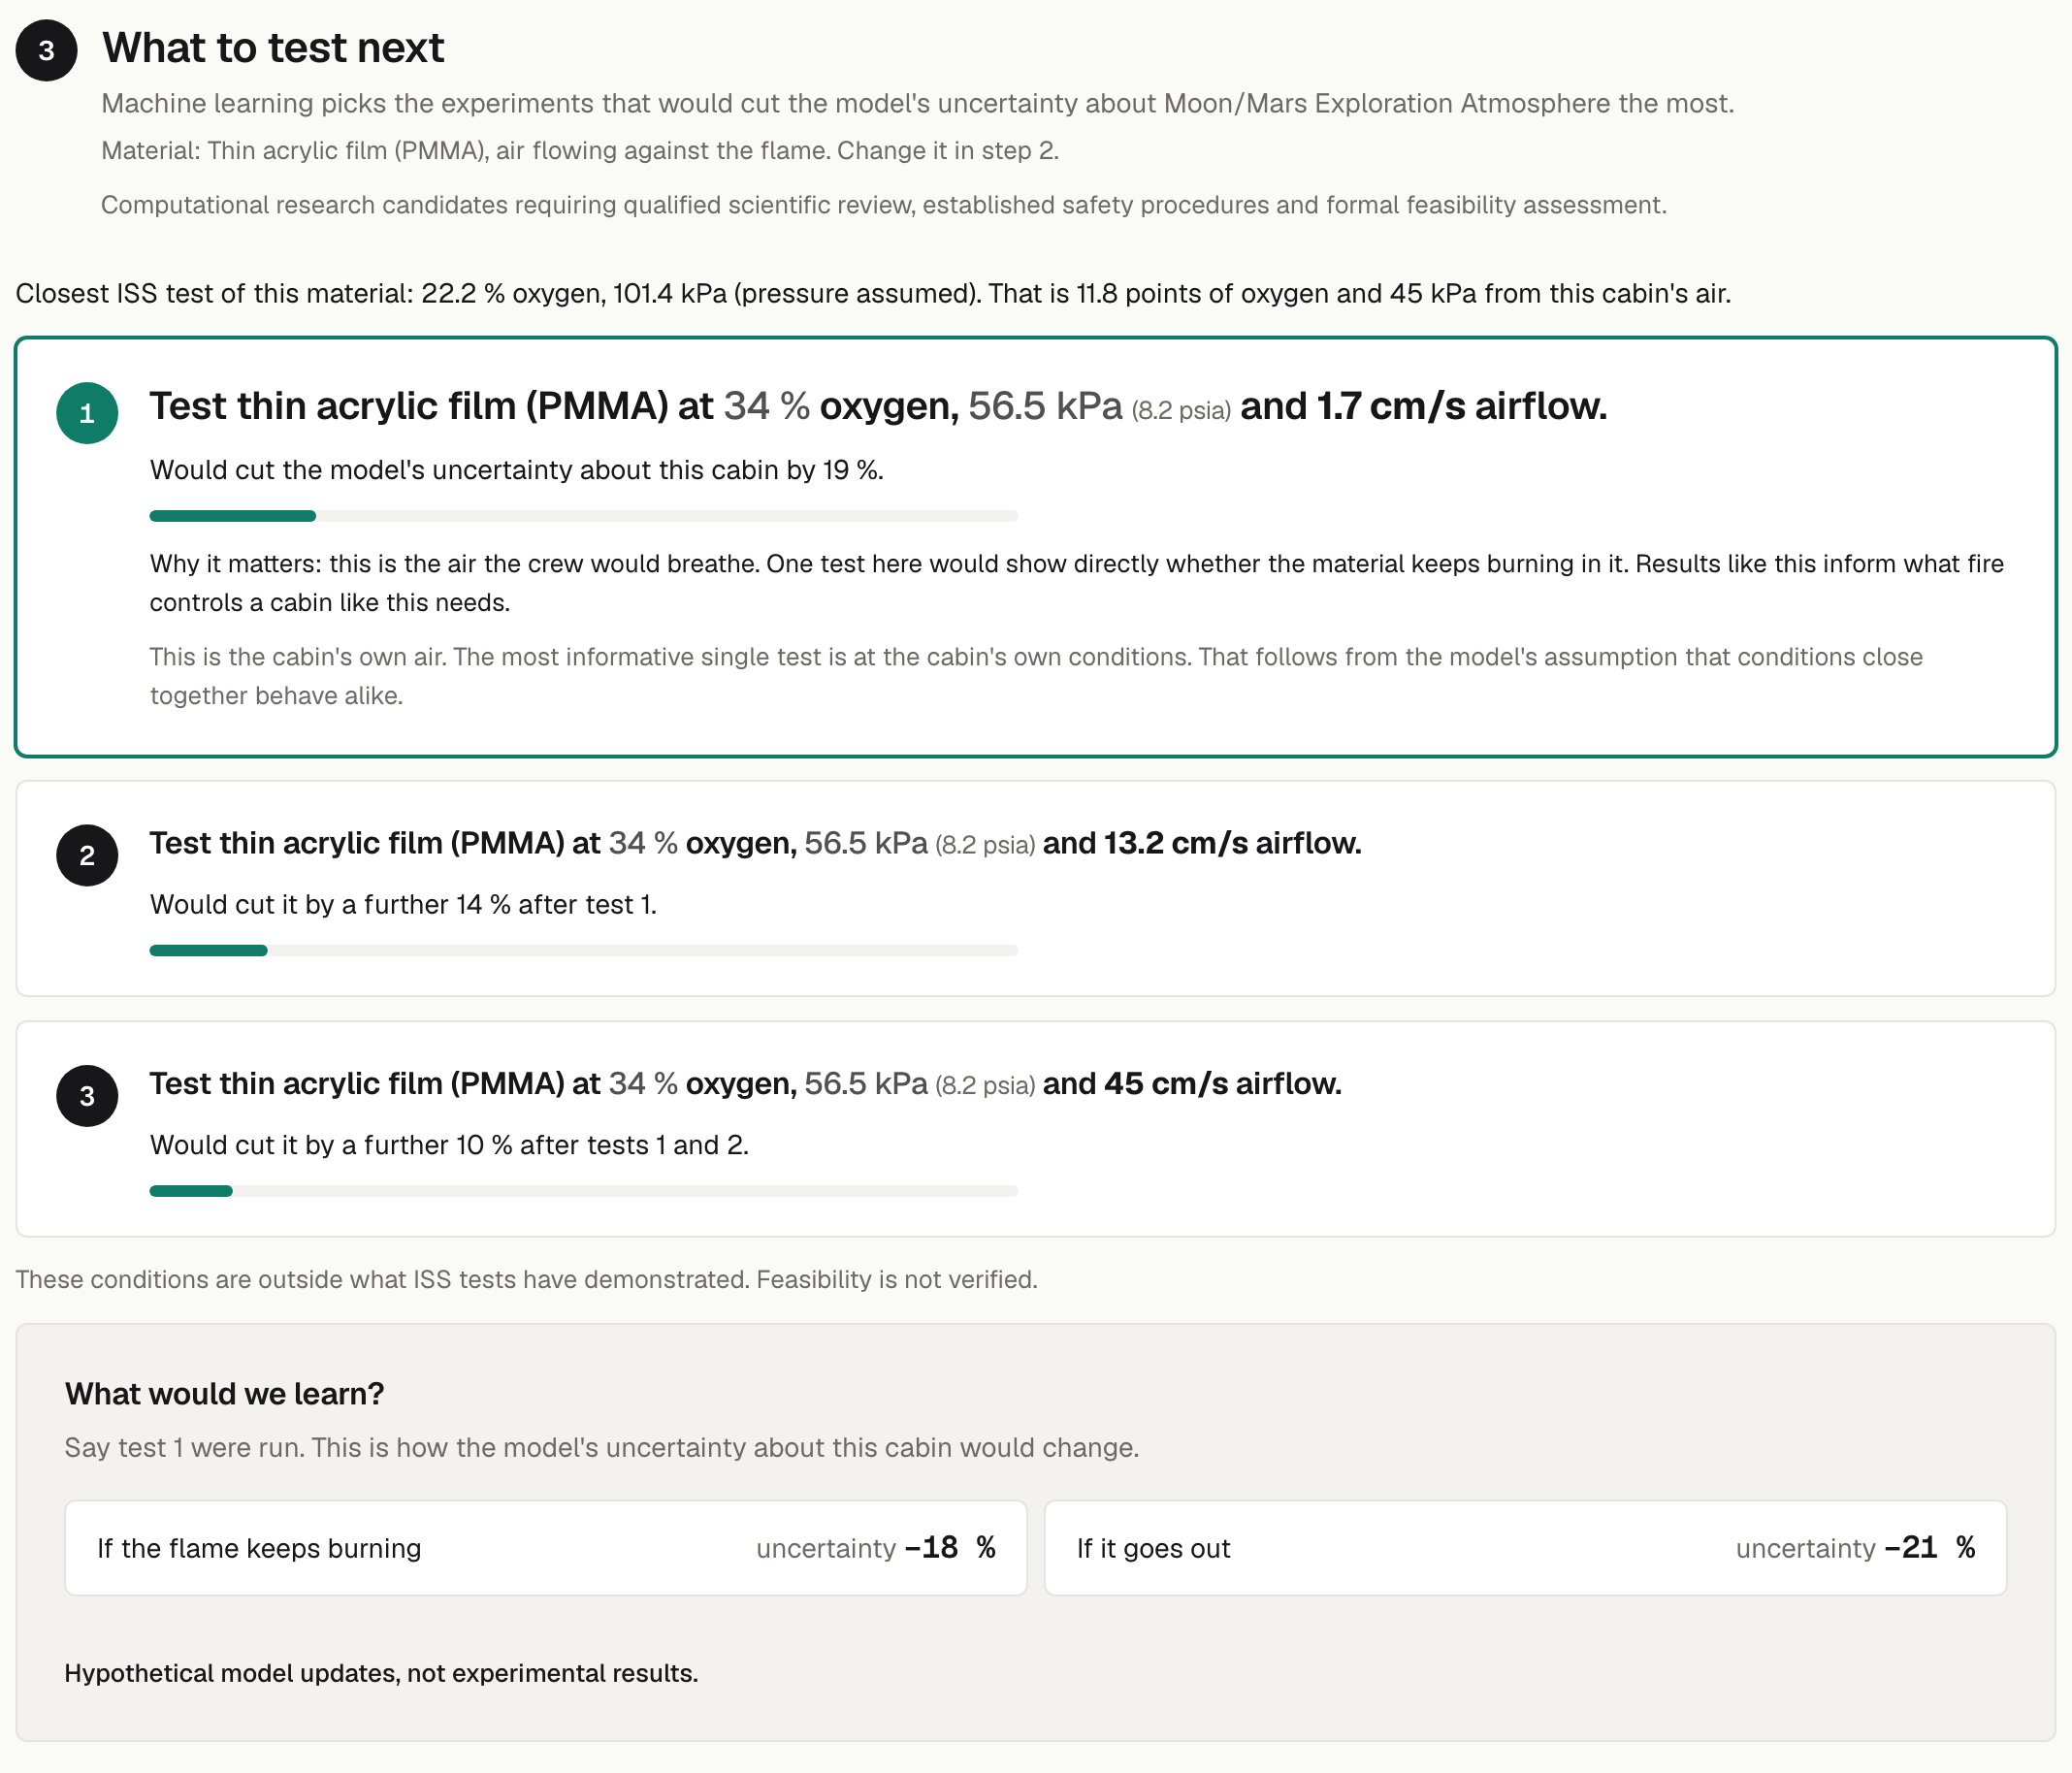 3
What to test next
Machine learning picks the experiments that would cut the model's uncertainty about Moon/Mars Exploration Atmosphere the most.
Material: Thin acrylic film (PMMA), air flowing against the flame. Change it in step 2.
Computational research candidates requiring qualified scientific review, established safety procedures and formal feasibility assessment.
Closest ISS test of this material: 22.2 % oxygen, 101.4 kPa (pressure assumed). That is 11.8 points of oxygen and 45 kPa from this cabin's air.
1
Test thin acrylic film (PMMA) at 34 % oxygen, 56.5 kPa (8.2 psia) and 1.7 cm/s airflow.
Would cut the model's uncertainty about this cabin by 19 %.
Why it matters: this is the air the crew would breathe. One test here would show directly whether the material keeps burning in it. Results like this inform what fire
controls a cabin like this needs.
This is the cabin's own air. The most informative single test is at the cabin's own conditions. That follows from the model's assumption that conditions close
together behave alike.
2
Test thin acrylic film (PMMA) at 34 % oxygen, 56.5 kPa (8.2 psia) and 13.2 cm/s airflow.
Would cut it by a further 14 % after test 1.
3
Test thin acrylic film (PMMA) at 34 % oxygen, 56.5 kPa (8.2 psia) and 45 cm/s airflow.
Would cut it by a further 10 % after tests 1 and 2.
These conditions are outside what ISS tests have demonstrated. Feasibility is not verified.
What would we learn?
Say test 1 were run. This is how the model's uncertainty about this cabin would change.
If the flame keeps burning uncertainty −18 %
If it goes out uncertainty −21 %
Hypothetical model updates, not experimental results.